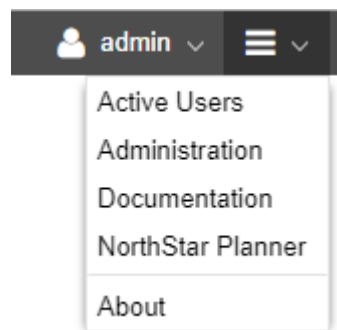 admin
Active Users
Administration
Documentation
NorthStar Planner
About